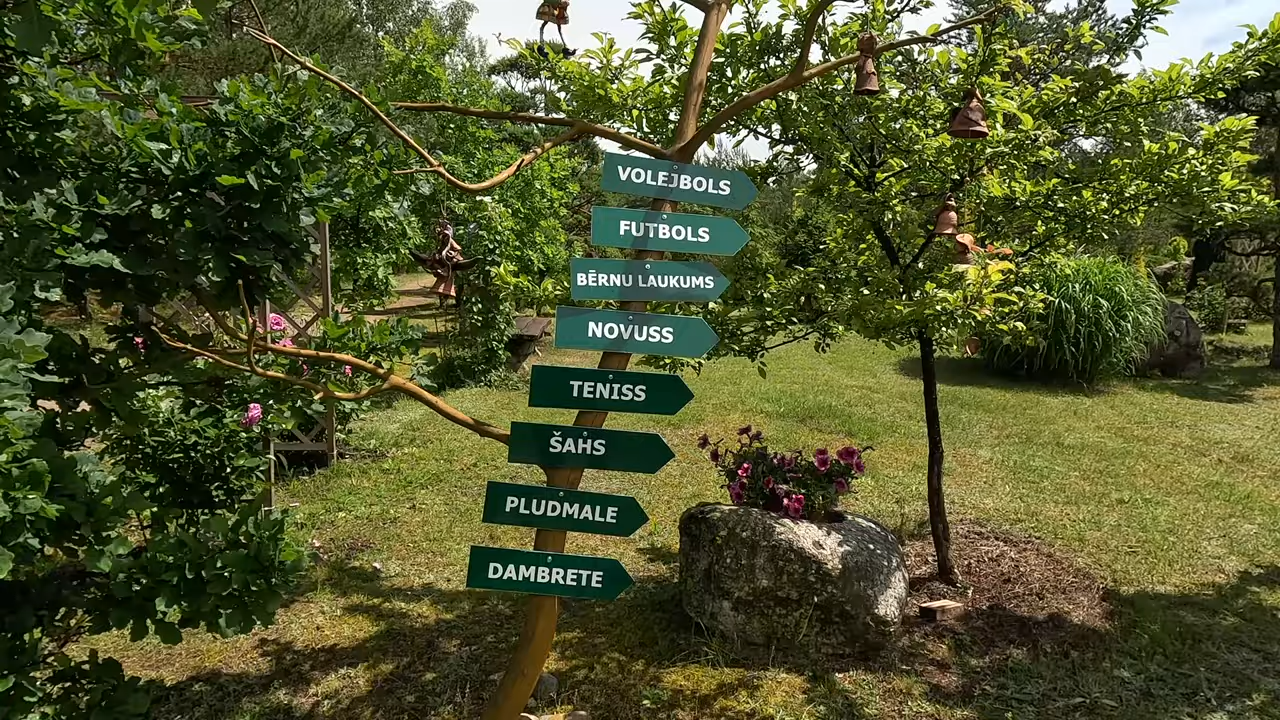 VOLEJBOLS
FUTBOLS
BĒRNU LAUKUMS
NOVUSS
TENISS
ŠAHS
PLUDMALE
DAMBRETE